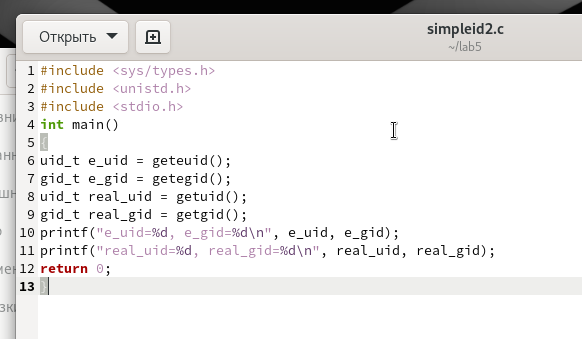 Открыть
simpleid2.c
~/lab5
1 #include <sys/types.h>
2 #include <unistd.h>
3 #include <stdio.h>
4 int main()
5 {
6 uid_t e_uid = geteuid();
7 gid_t e_gid = getegid();
8 uid_t real_uid = getuid();
9 gid_t real_gid = getgid();
10 printf("e_uid=%d, e_gid=%d\n", e_uid, e_gid);
11 printf("real_uid=%d, real_gid=%d\n", real_uid, real_gid);
12 return 0;
13 }